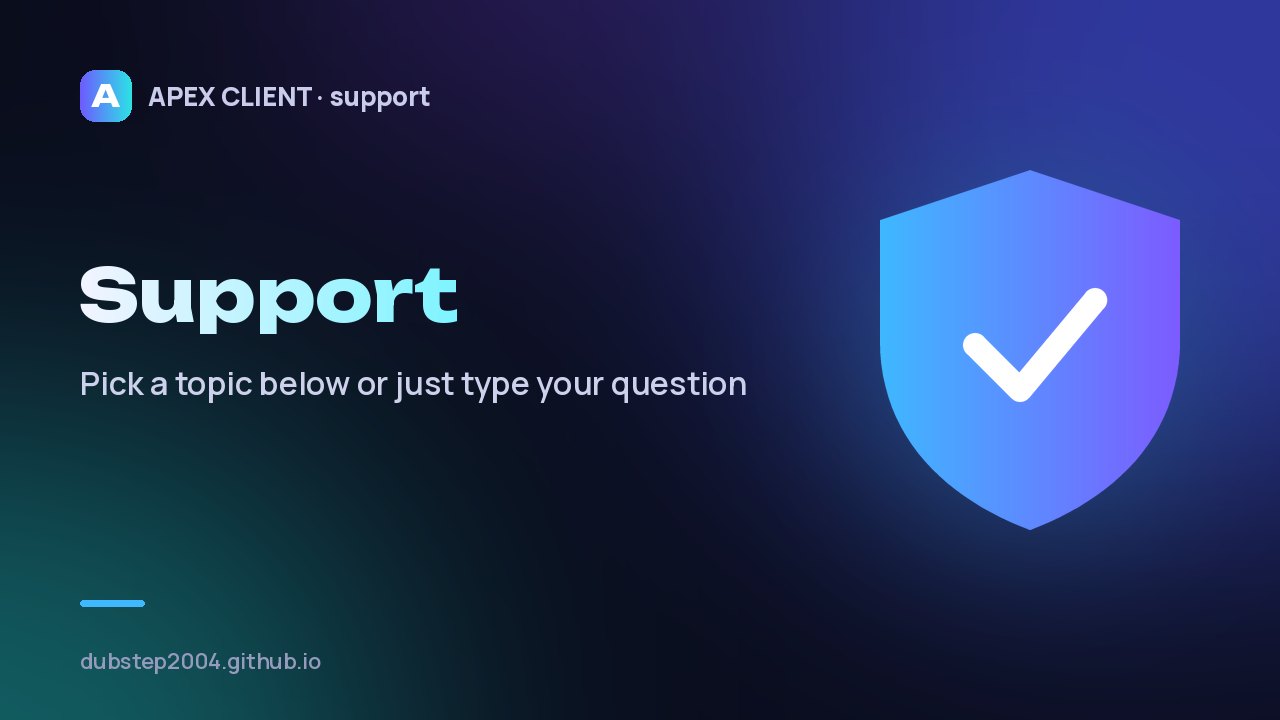 A
APEX CLIENT · support
Support
Pick a topic below or just type your question
dubstep2004.github.io